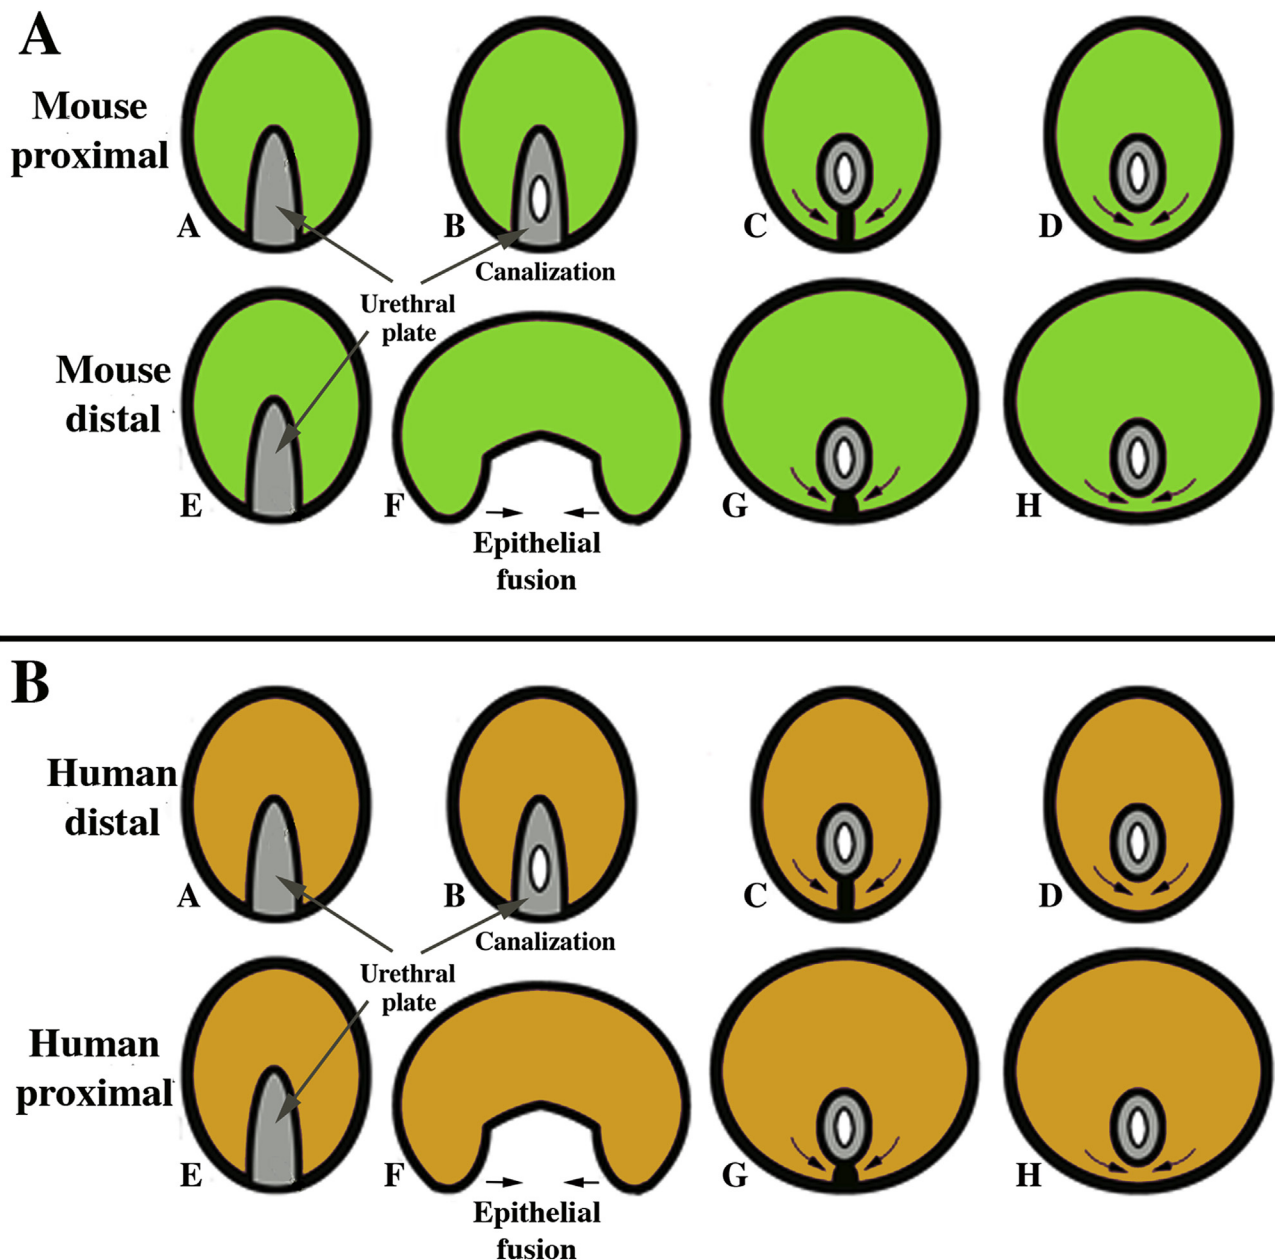 A
Mouse
proximal
A
B
C
D
Canalization
Urethral
plate
Mouse
distal
E
F
G
H
Epithelial
fusion
B
Human
distal
A
B
C
D
Canalization
Urethral
plate
Human
proximal
E
F
G
H
Epithelial
fusion